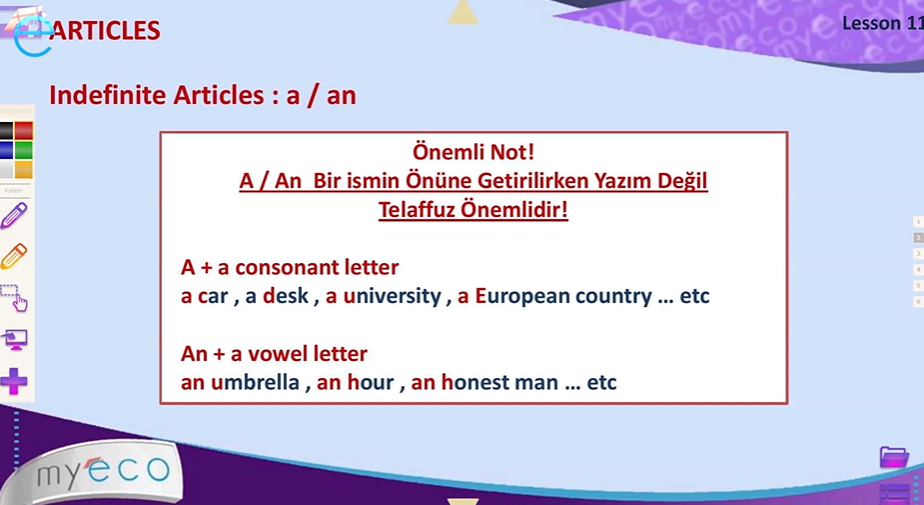 ARTICLES
Lesson 11
Indefinite Articles : a / an
Önemli Not!
A / An Bir ismin Önüne Getirilirken Yazım Değil
Telaffuz Önemlidir!
A + a consonant letter
a car , a desk , a university , a European country ... etc
An + a vowel letter
an umbrella , an hour , an honest man ... etc
Kalem
1
2
3
4
5
6
myeco